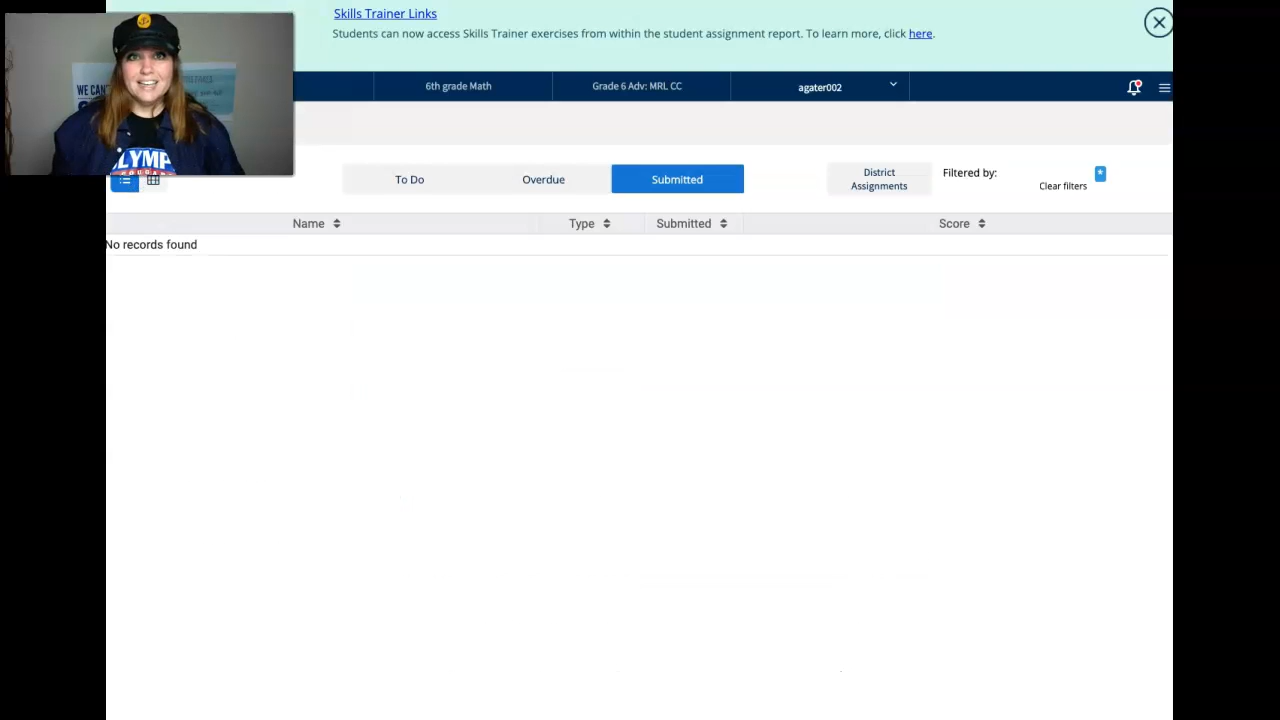 Skills Trainer Links
Students can now access Skills Trainer exercises from within the student assignment report. To learn more, click here.
6th grade Math
Grade 6 Adv: MRL CC
agater002
WE CAN
To Do
Overdue
Submitted
District
Assignments
Filtered by:
*
Clear filters
Name
Type
Submitted
Score
No records found